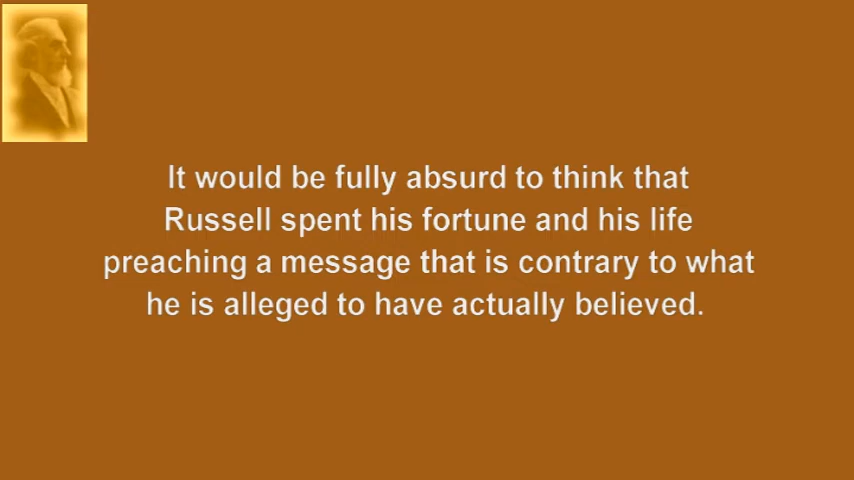 It would be fully absurd to think that
Russell spent his fortune and his life
preaching a message that is contrary to what
he is alleged to have actually believed.